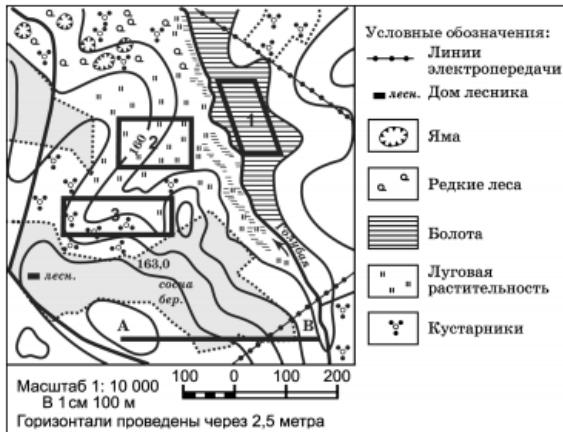 Условные обозначения:
Линии
электропередачи
лесн. Дом лесника
Яма
Редкие леса
Болота
Луговая
растительность
Кустарники
1
160
2
3
Голубая
163,0
лесн.
сосна
бер.
А
В
Масштаб 1: 10 000
В 1см 100 м
100 0 100 200
Горизонтали проведены через 2,5 метра